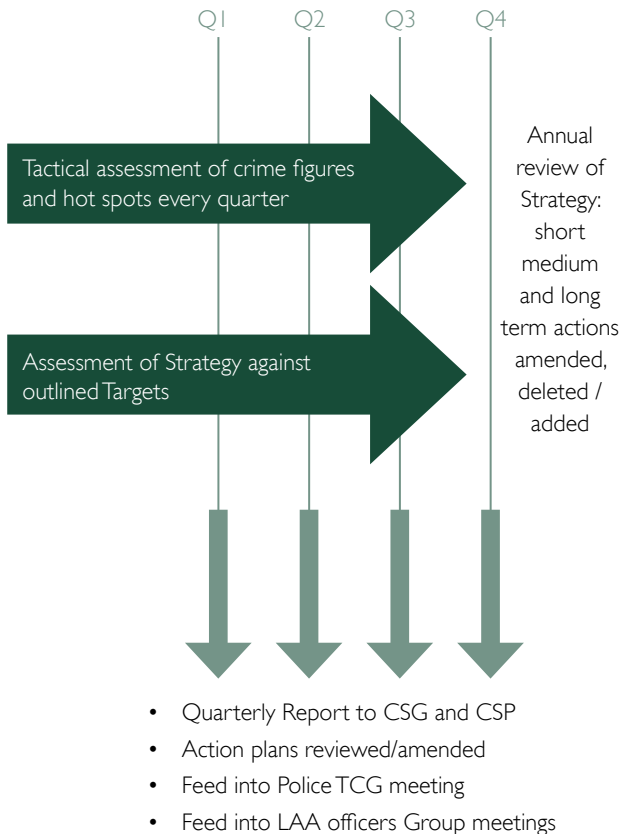 Q1 Q2 Q3 Q4
Tactical assessment of crime figures
and hot spots every quarter
Assessment of Strategy against
outlined Targets
Annual
review of
Strategy:
short
medium
and long
term actions
amended,
deleted /
added
• Quarterly Report to CSG and CSP
• Action plans reviewed/amended
• Feed into Police TCG meeting
• Feed into LAA officers Group meetings